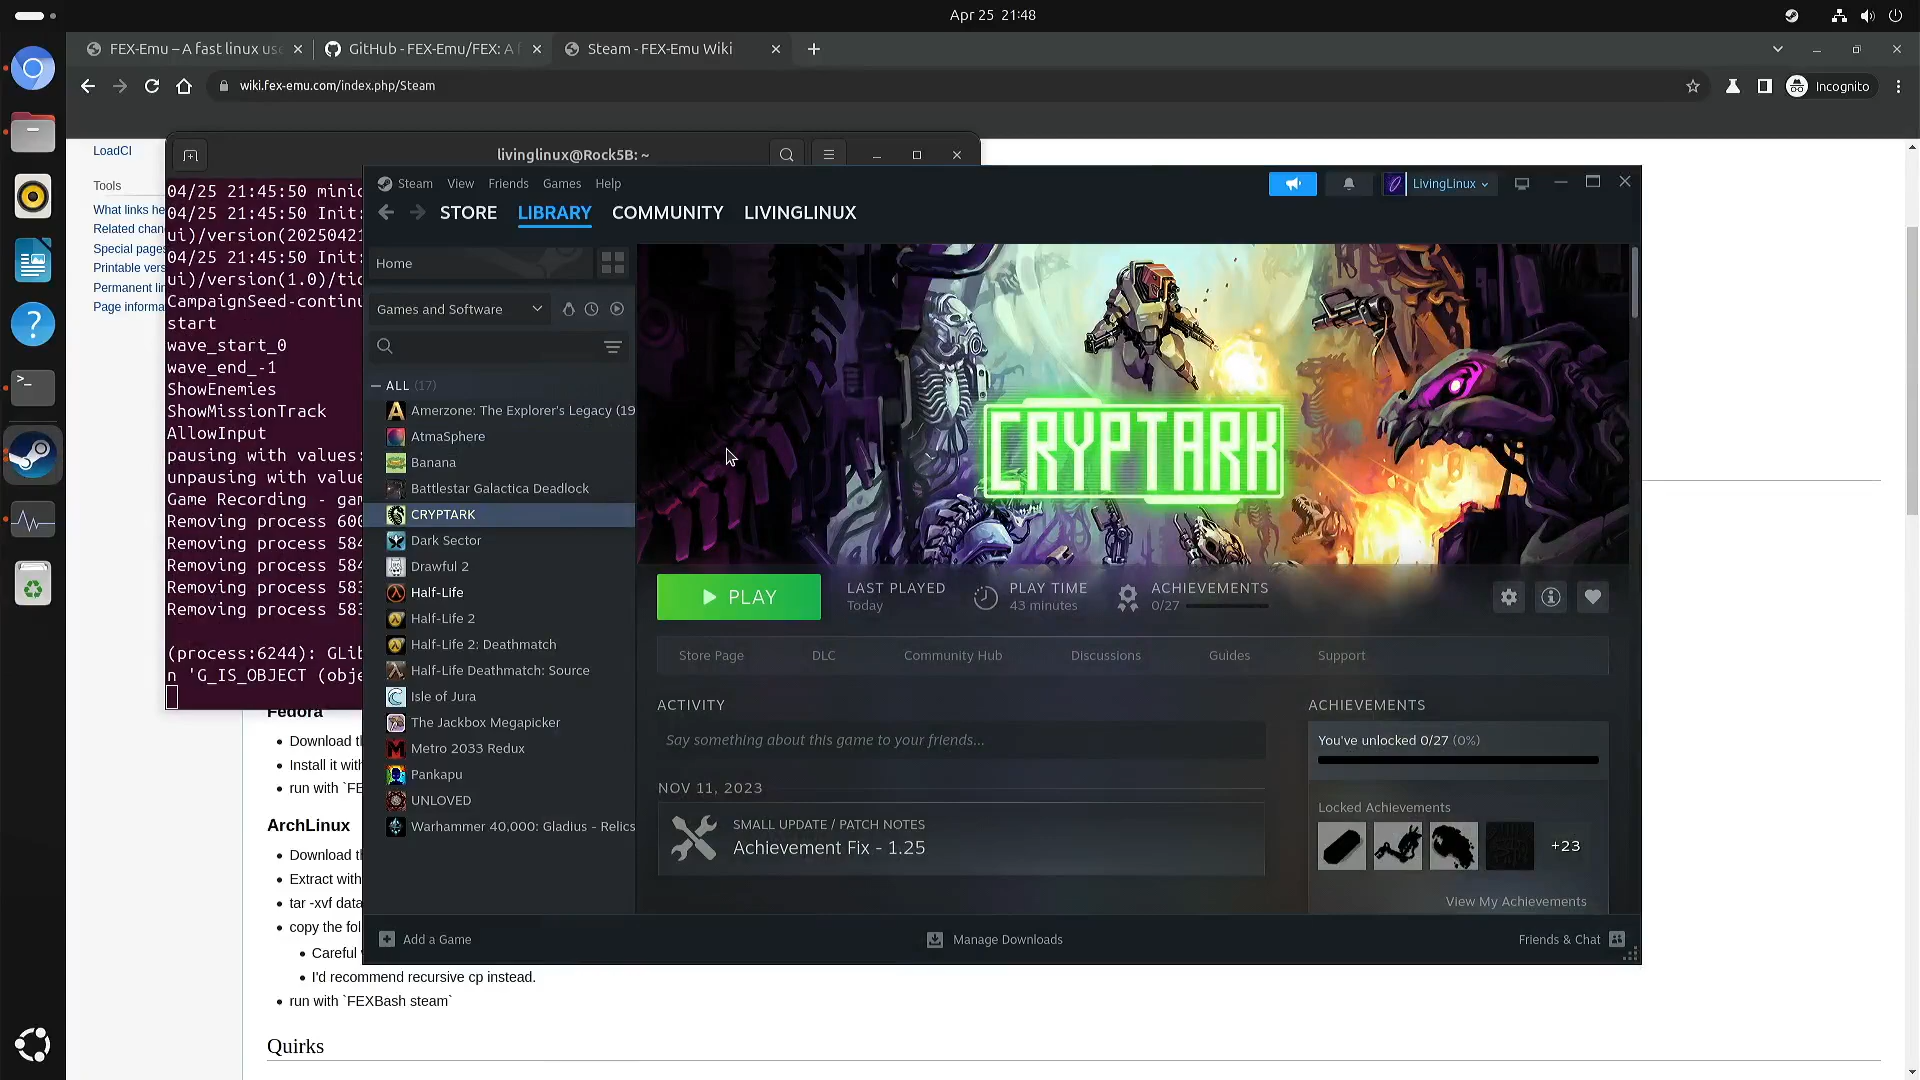 Apr 25 21:48
FEX-Emu – A fast linux use
GitHub - FEX-Emu/FEX: A f
Steam - FEX-Emu Wiki
wiki.fex-emu.com/index.php/Steam
Incognito
LoadCI
Tools
What links he
Related chan
Special pages
Printable vers
Permanent lin
Page informa
livinglinux@Rock5B: ~
04/25 21:45:50 minid
04/25 21:45:50 Init:
ui)/version(20250421
04/25 21:45:50 Init:
ui)/version(1.0)/tic
CampaignSeed-continu
start
wave_start_0
wave_end_-1
ShowEnemies
ShowMissionTrack
AllowInput
pausing with values:
unpausing with value
Game Recording - gam
Removing process 600
Removing process 584
Removing process 584
Removing process 583
Removing process 583
(process:6244): GLib
n 'G_IS_OBJECT (obje
Steam View Friends Games Help
LivingLinux
STORE LIBRARY COMMUNITY LIVINGLINUX
Home
Games and Software
ALL (17)
Amerzone: The Explorer's Legacy (19
AtmaSphere
Banana
Battlestar Galactica Deadlock
CRYPTARK
Dark Sector
Drawful 2
Half-Life
Half-Life 2
Half-Life 2: Deathmatch
Half-Life Deathmatch: Source
Isle of Jura
The Jackbox Megapicker
Metro 2033 Redux
Pankapu
UNLOVED
Warhammer 40,000: Gladius - Relics
CRYPTARK
PLAY
LAST PLAYED
Today
PLAY TIME
43 minutes
ACHIEVEMENTS
0/27
Store Page DLC Community Hub Discussions Guides Support
ACTIVITY
Say something about this game to your friends...
NOV 11, 2023
SMALL UPDATE / PATCH NOTES
Achievement Fix - 1.25
ACHIEVEMENTS
You've unlocked 0/27 (0%)
Locked Achievements
+23
View My Achievements
Add a Game
Manage Downloads
Friends & Chat
Fedora
Download th
Install it with
run with `FE
ArchLinux
Download th
Extract with
tar -xvf data
copy the fol
Careful
I'd recommend recursive cp instead.
run with `FEXBash steam`
Quirks